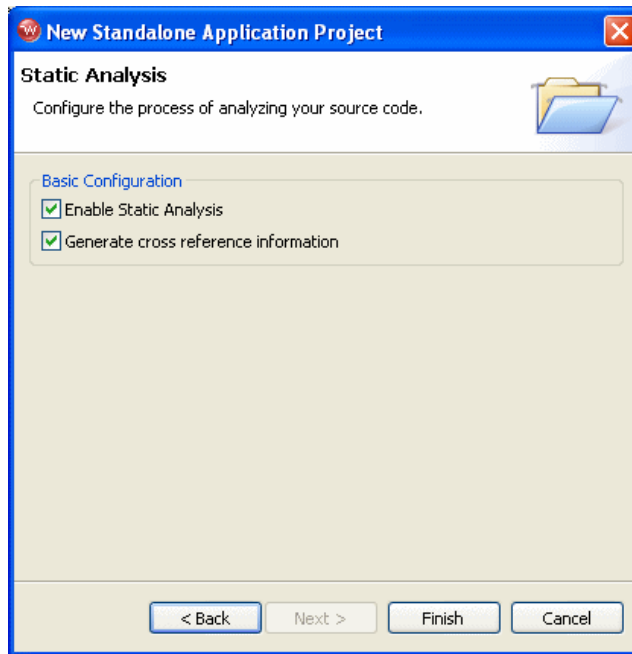 New Standalone Application Project
Static Analysis
Configure the process of analyzing your source code.
Basic Configuration
Enable Static Analysis
Generate cross reference information
< Back
Next >
Finish
Cancel